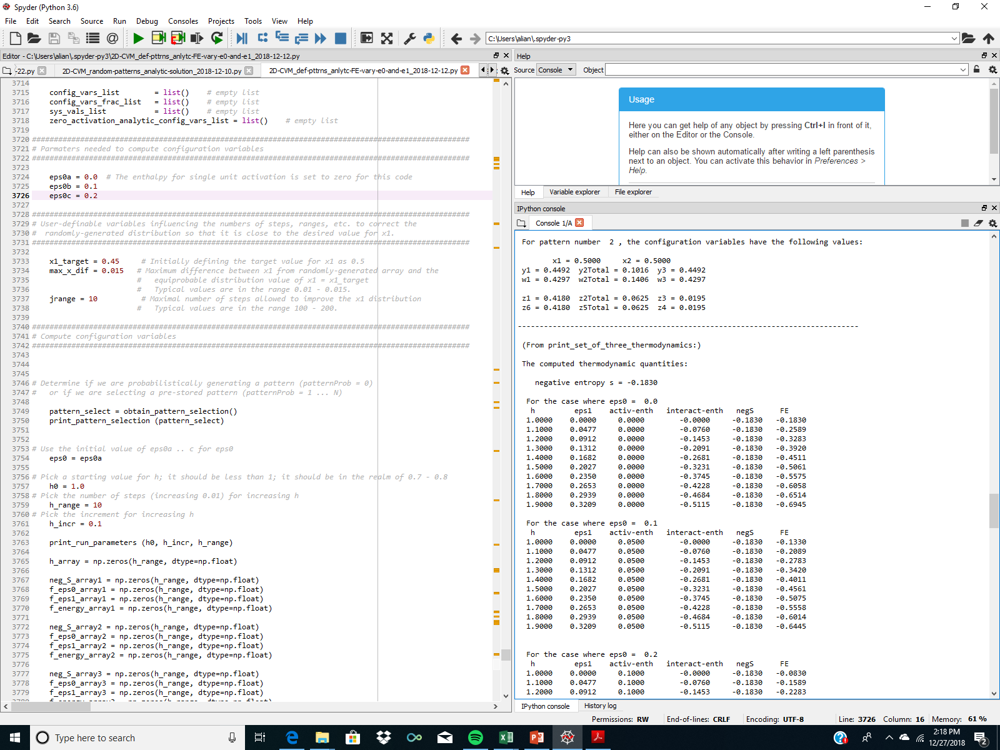 Spyder (Python 3.6)
File Edit Search Source Run Debug Consoles Projects Tools View Help
C:\Users\alian\.spyder-py3
Editor - C:\Users\alian\.spyder-py3\2D-CVM_def-pttrns_anlytc-FE-vary-e0-and-e1_2018-12-12.py
-22.py 2D-CVM_random-patterns_analytic-solution_2018-12-10.py 2D-CVM_def-pttrns_anlytc-FE-vary-e0-and-e1_2018-12-12.py
3714
3715 config_vars_list = list() # empty list
3716 config_vars_frac_list = list() # empty list
3717 sys_vals_list = list() # empty list
3718 zero_activation_analytic_config_vars_list = list() # empty list
3719
3720 ####################################################################################################
3721 # Parmaters needed to compute configuration variables
3722 ####################################################################################################
3723
3724 eps0a = 0.0 # The enthalpy for single unit activation is set to zero for this code
3725 eps0b = 0.1
3726 eps0c = 0.2
3727
3728 ####################################################################################################
3729 # User-definable variables influencing the numbers of steps, ranges, etc. to correct the
3730 # randomly-generated distribution so that it is close to the desired value for x1.
3731 ####################################################################################################
3732
3733 x1_target = 0.45 # Initially defining the target value for x1 as 0.5
3734 max_x_dif = 0.015 # Maximum difference between x1 from randomly-generated array and the
3735 # equiprobable distribution value of x1 = x1_target
3736 # Typical values are in the range 0.01 - 0.015.
3737 jrange = 10 # Maximal number of steps allowed to improve the x1 distribution
3738 # Typical values are in the range 100 - 200.
3739
3740 ####################################################################################################
3741 # Compute configuration variables
3742 ####################################################################################################
3743
3744
3745
3746 # Determine if we are probabilistically generating a pattern (patternProb = 0)
3747 # or if we are selecting a pre-stored pattern (patternProb = 1 ... N)
3748
3749 pattern_select = obtain_pattern_selection()
3750 print_pattern_selection (pattern_select)
3751
3752
3753 # Use the initial value of eps0a .. c for eps0
3754 eps0 = eps0a
3755
3756 # Pick a starting value for h; it should be less than 1; it should be in the realm of 0.7 - 0.8
3757 h0 = 1.0
3758 # Pick the number of steps (increasing 0.01) for increasing h
3759 h_range = 10
3760 # Pick the increment for increasing h
3761 h_incr = 0.1
3762
3763 print_run_parameters (h0, h_incr, h_range)
3764
3765 h_array = np.zeros(h_range, dtype=np.float)
3766
3767 neg_S_array1 = np.zeros(h_range, dtype=np.float)
3768 f_eps0_array1 = np.zeros(h_range, dtype=np.float)
3769 f_eps1_array1 = np.zeros(h_range, dtype=np.float)
3770 f_energy_array1 = np.zeros(h_range, dtype=np.float)
3771
3772 neg_S_array2 = np.zeros(h_range, dtype=np.float)
3773 f_eps0_array2 = np.zeros(h_range, dtype=np.float)
3774 f_eps1_array2 = np.zeros(h_range, dtype=np.float)
3775 f_energy_array2 = np.zeros(h_range, dtype=np.float)
3776
3777 neg_S_array3 = np.zeros(h_range, dtype=np.float)
3778 f_eps0_array3 = np.zeros(h_range, dtype=np.float)
3779 f_eps1_array3 = np.zeros(h_range, dtype=np.float)
Help
Source Console Object
Usage
Here you can get help of any object by pressing Ctrl+I in front of it,
either on the Editor or the Console.
Help can also be shown automatically after writing a left parenthesis
next to an object. You can activate this behavior in Preferences >
Help.
Help Variable explorer File explorer
IPython console
Console 1/A
For pattern number 2 , the configuration variables have the following values:
x1 = 0.5000 x2 = 0.5000
y1 = 0.4492 y2Total = 0.1016 y3 = 0.4492
w1 = 0.4297 w2Total = 0.1406 w3 = 0.4297
z1 = 0.4180 z2Total = 0.0625 z3 = 0.0195
z6 = 0.4180 z5Total = 0.0625 z4 = 0.0195
------------------------------------------------------------------------------
(From print_set_of_three_thermodynamics:)
The computed thermodynamic quantities:
negative entropy s = -0.1830
For the case where eps0 = 0.0
h eps1 activ-enth interact-enth negS FE
1.0000 0.0000 0.0000 -0.0000 -0.1830 -0.1830
1.1000 0.0477 0.0000 -0.0760 -0.1830 -0.2589
1.2000 0.0912 0.0000 -0.1453 -0.1830 -0.3283
1.3000 0.1312 0.0000 -0.2091 -0.1830 -0.3920
1.4000 0.1682 0.0000 -0.2681 -0.1830 -0.4511
1.5000 0.2027 0.0000 -0.3231 -0.1830 -0.5061
1.6000 0.2350 0.0000 -0.3745 -0.1830 -0.5575
1.7000 0.2653 0.0000 -0.4228 -0.1830 -0.6058
1.8000 0.2939 0.0000 -0.4684 -0.1830 -0.6514
1.9000 0.3209 0.0000 -0.5115 -0.1830 -0.6945
For the case where eps0 = 0.1
h eps1 activ-enth interact-enth negS FE
1.0000 0.0000 0.0500 -0.0000 -0.1830 -0.1330
1.1000 0.0477 0.0500 -0.0760 -0.1830 -0.2089
1.2000 0.0912 0.0500 -0.1453 -0.1830 -0.2783
1.3000 0.1312 0.0500 -0.2091 -0.1830 -0.3420
1.4000 0.1682 0.0500 -0.2681 -0.1830 -0.4011
1.5000 0.2027 0.0500 -0.3231 -0.1830 -0.4561
1.6000 0.2350 0.0500 -0.3745 -0.1830 -0.5075
1.7000 0.2653 0.0500 -0.4228 -0.1830 -0.5558
1.8000 0.2939 0.0500 -0.4684 -0.1830 -0.6014
1.9000 0.3209 0.0500 -0.5115 -0.1830 -0.6445
For the case where eps0 = 0.2
h eps1 activ-enth interact-enth negS FE
1.0000 0.0000 0.1000 -0.0000 -0.1830 -0.0830
1.1000 0.0477 0.1000 -0.0760 -0.1830 -0.1589
1.2000 0.0912 0.1000 -0.1453 -0.1830 -0.2283
IPython console History log
Permissions: RW End-of-lines: CRLF Encoding: UTF-8 Line: 3726 Column: 16 Memory: 61 %
Type here to search
2:18 PM
12/27/2018
2